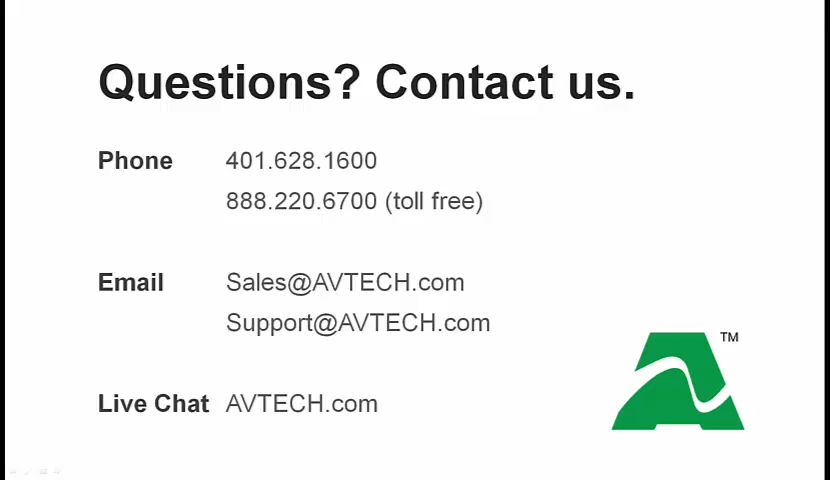 Questions? Contact us.
Phone 401.628.1600
888.220.6700 (toll free)
Email Sales@AVTECH.com
Support@AVTECH.com
Live Chat AVTECH.com
TM